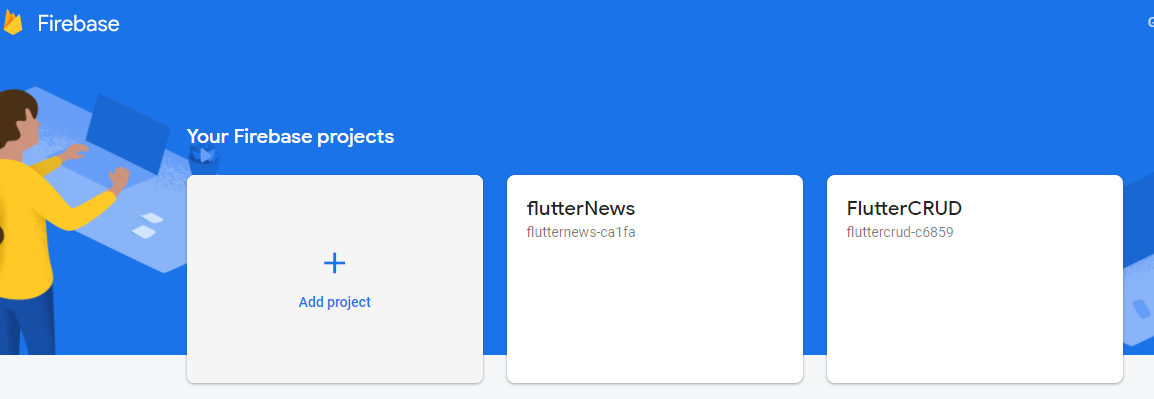 Firebase
Your Firebase projects
Add project
flutterNews
flutternews-ca1fa
FlutterCRUD
fluttercrud-c6859